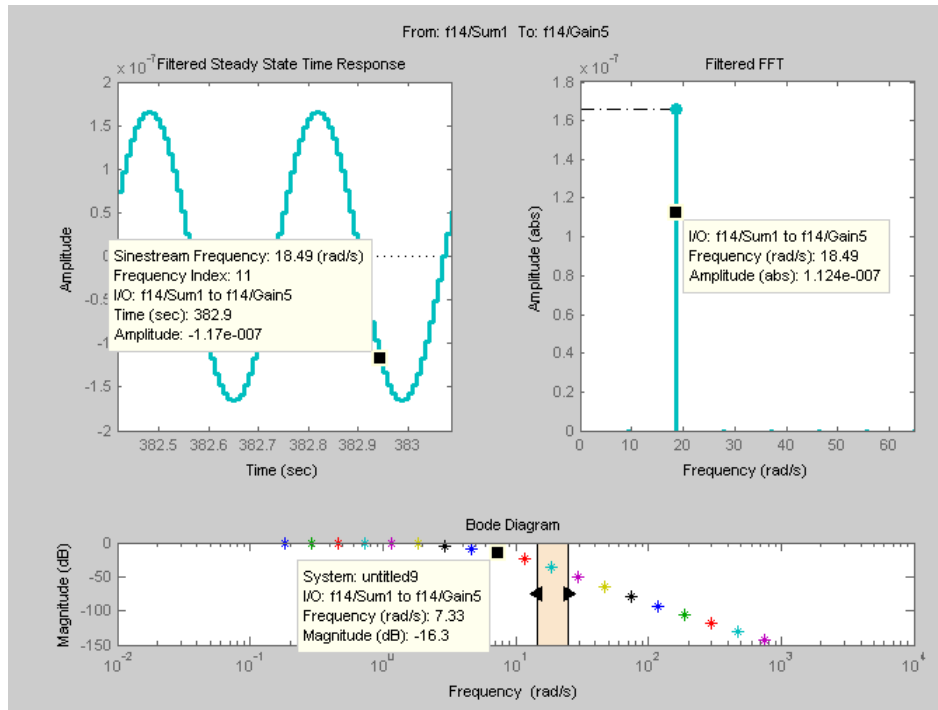 From: f14/Sum1 To: f14/Gain5
x 10⁻⁷ Filtered Steady State Time Response
2
1.5
1
0.5
0
-0.5
-1
-1.5
-2
Amplitude
Sinestream Frequency: 18.49 (rad/s)
Frequency Index: 11
I/O: f14/Sum1 to f14/Gain5
Time (sec): 382.9
Amplitude: -1.17e-007
382.5 382.6 382.7 382.8 382.9 383
Time (sec)
x 10⁻⁷ Filtered FFT
1.8
1.6
1.4
1.2
1
0.8
0.6
0.4
0.2
0
Amplitude (abs)
I/O: f14/Sum1 to f14/Gain5
Frequency (rad/s): 18.49
Amplitude (abs): 1.124e-007
0 10 20 30 40 50 60
Frequency (rad/s)
Bode Diagram
0
-50
-100
-150
Magnitude (dB)
System: untitled9
I/O: f14/Sum1 to f14/Gain5
Frequency (rad/s): 7.33
Magnitude (dB): -16.3
10⁻² 10⁻¹ 10⁰ 10¹ 10² 10³ 10⁴
Frequency (rad/s)